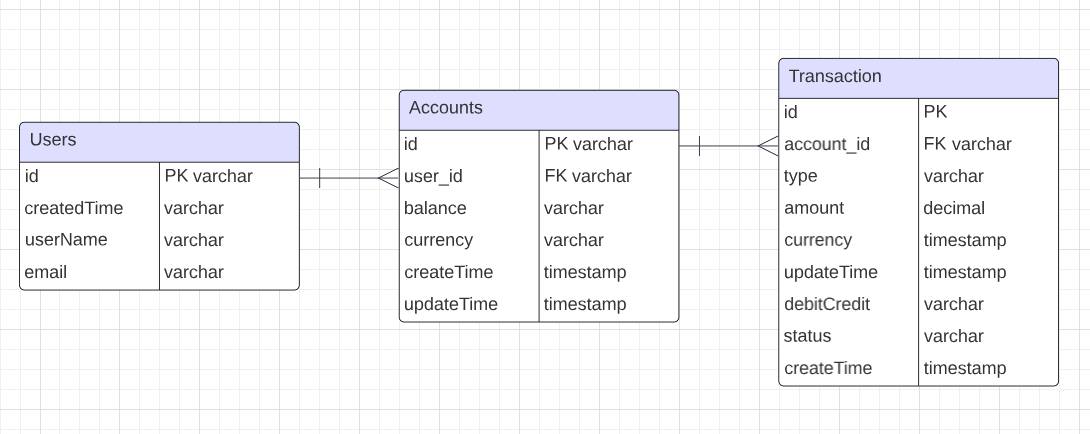 Users
id PK varchar
createdTime varchar
userName varchar
email varchar
Accounts
id PK varchar
user_id FK varchar
balance varchar
currency varchar
createTime timestamp
updateTime timestamp
Transaction
id PK
account_id FK varchar
type varchar
amount decimal
currency timestamp
updateTime timestamp
debitCredit varchar
status varchar
createTime timestamp